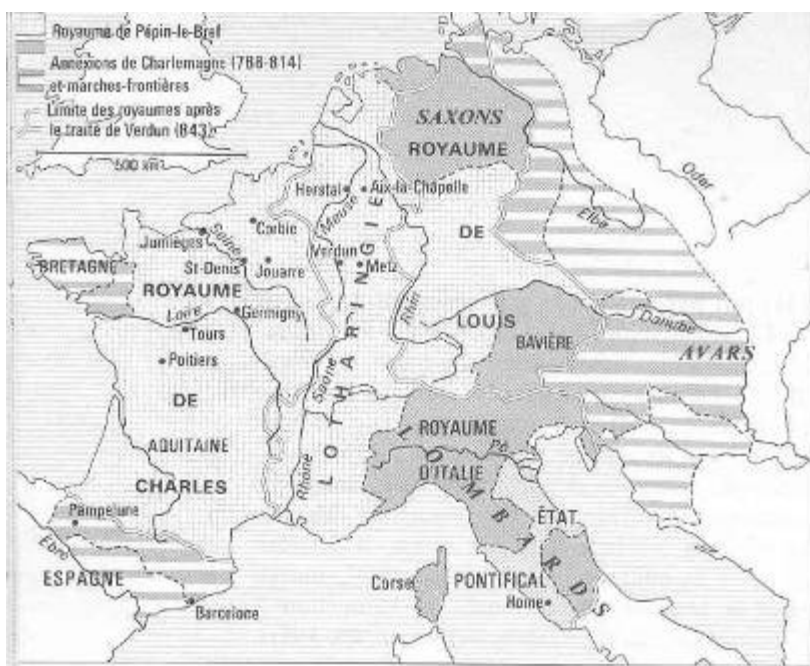 Royaume de Pépin-le-Bref
Annexions de Charlemagne (768-814)
et marches-frontières
Limite des royaumes après
le traité de Verdun (843)
500 km
SAXONS
ROYAUME
Oder
Herstal
Aix-la-Chapelle
Elbe
Meuse
Corbie
Jumièges
Seine
DE
BRETAGNE
St-Denis
Jouarre
Verdun
Metz
ROYAUME
Loire
Germigny
Rhin
LOUIS
Danube
Tours
BAVIÈRE
AVARS
Poitiers
Saône
LOTHARINGIE
DE
ROYAUME
Pô
AQUITAINE
D'ITALIE
CHARLES
Rhône
LOMBARDS
ÉTAT
Pampelune
Ebre
ESPAGNE
Corse
PONTIFICAL
Rome
Barcelone